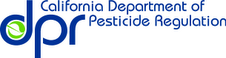 California Department of
dpr Pesticide Regulation